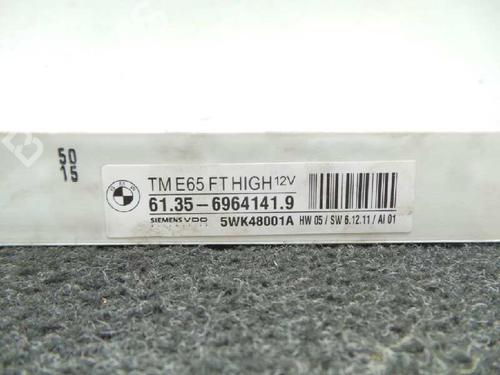 50
15
BMW
TM E65 FT HIGH 12V
61.35-6964141.9
SIEMENS VDO 5WK48001A HW 05 / SW 6.12.11 / AI 01